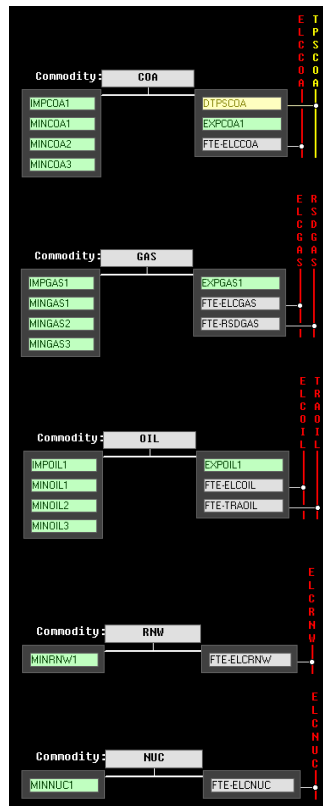 ELCCOA
TPSCOA
Commodity: COA
IMPCOA1
MINCOA1
MINCOA2
MINCOA3
DTPSCOA
EXPCOA1
FTE-ELCCOA
ELCGAS
RSDGAS
Commodity: GAS
IMPGAS1
MINGAS1
MINGAS2
MINGAS3
EXPGAS1
FTE-ELCGAS
FTE-RSDGAS
ELCOIL
TRAOIL
Commodity: OIL
IMPOIL1
MINOIL1
MINOIL2
MINOIL3
EXPOIL1
FTE-ELCOIL
FTE-TRAOIL
ELCRNW
Commodity: RNW
MINRNW1
FTE-ELCRNW
ELCNUC
Commodity: NUC
MINNUC1
FTE-ELCNUC